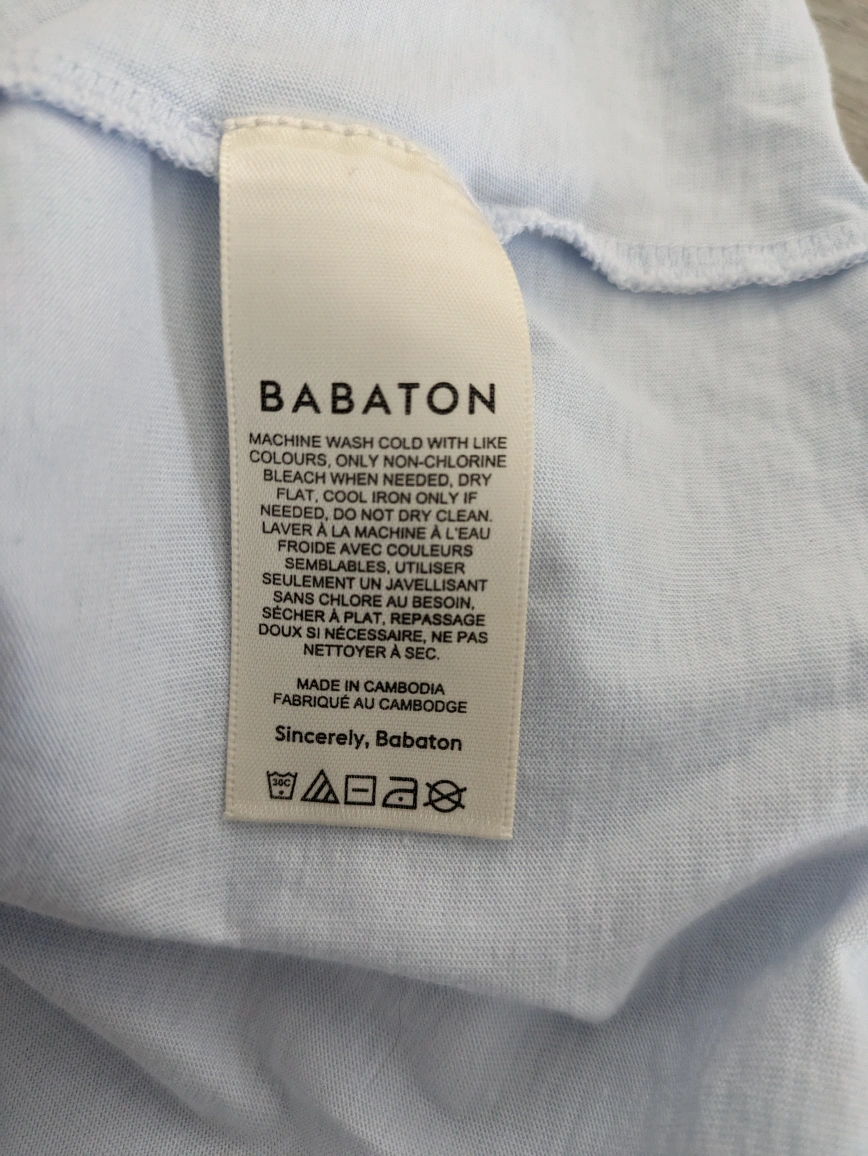 BABATON
MACHINE WASH COLD WITH LIKE
COLOURS, ONLY NON-CHLORINE
BLEACH WHEN NEEDED, DRY
FLAT, COOL IRON ONLY IF
NEEDED, DO NOT DRY CLEAN.
LAVER À LA MACHINE À L'EAU
FROIDE AVEC COULEURS
SEMBLABLES, UTILISER
SEULEMENT UN JAVELLISANT
SANS CHLORE AU BESOIN,
SÉCHER À PLAT, REPASSAGE
DOUX SI NÉCESSAIRE, NE PAS
NETTOYER À SEC.
MADE IN CAMBODIA
FABRIQUÉ AU CAMBODGE
Sincerely, Babaton
30C